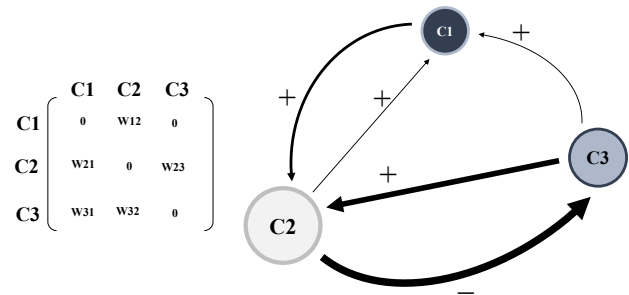 C1 C2 C3
C1 0 W12 0
C2 W21 0 W23
C3 W31 W32 0
C1
+
+
+
+
C3
C2
−